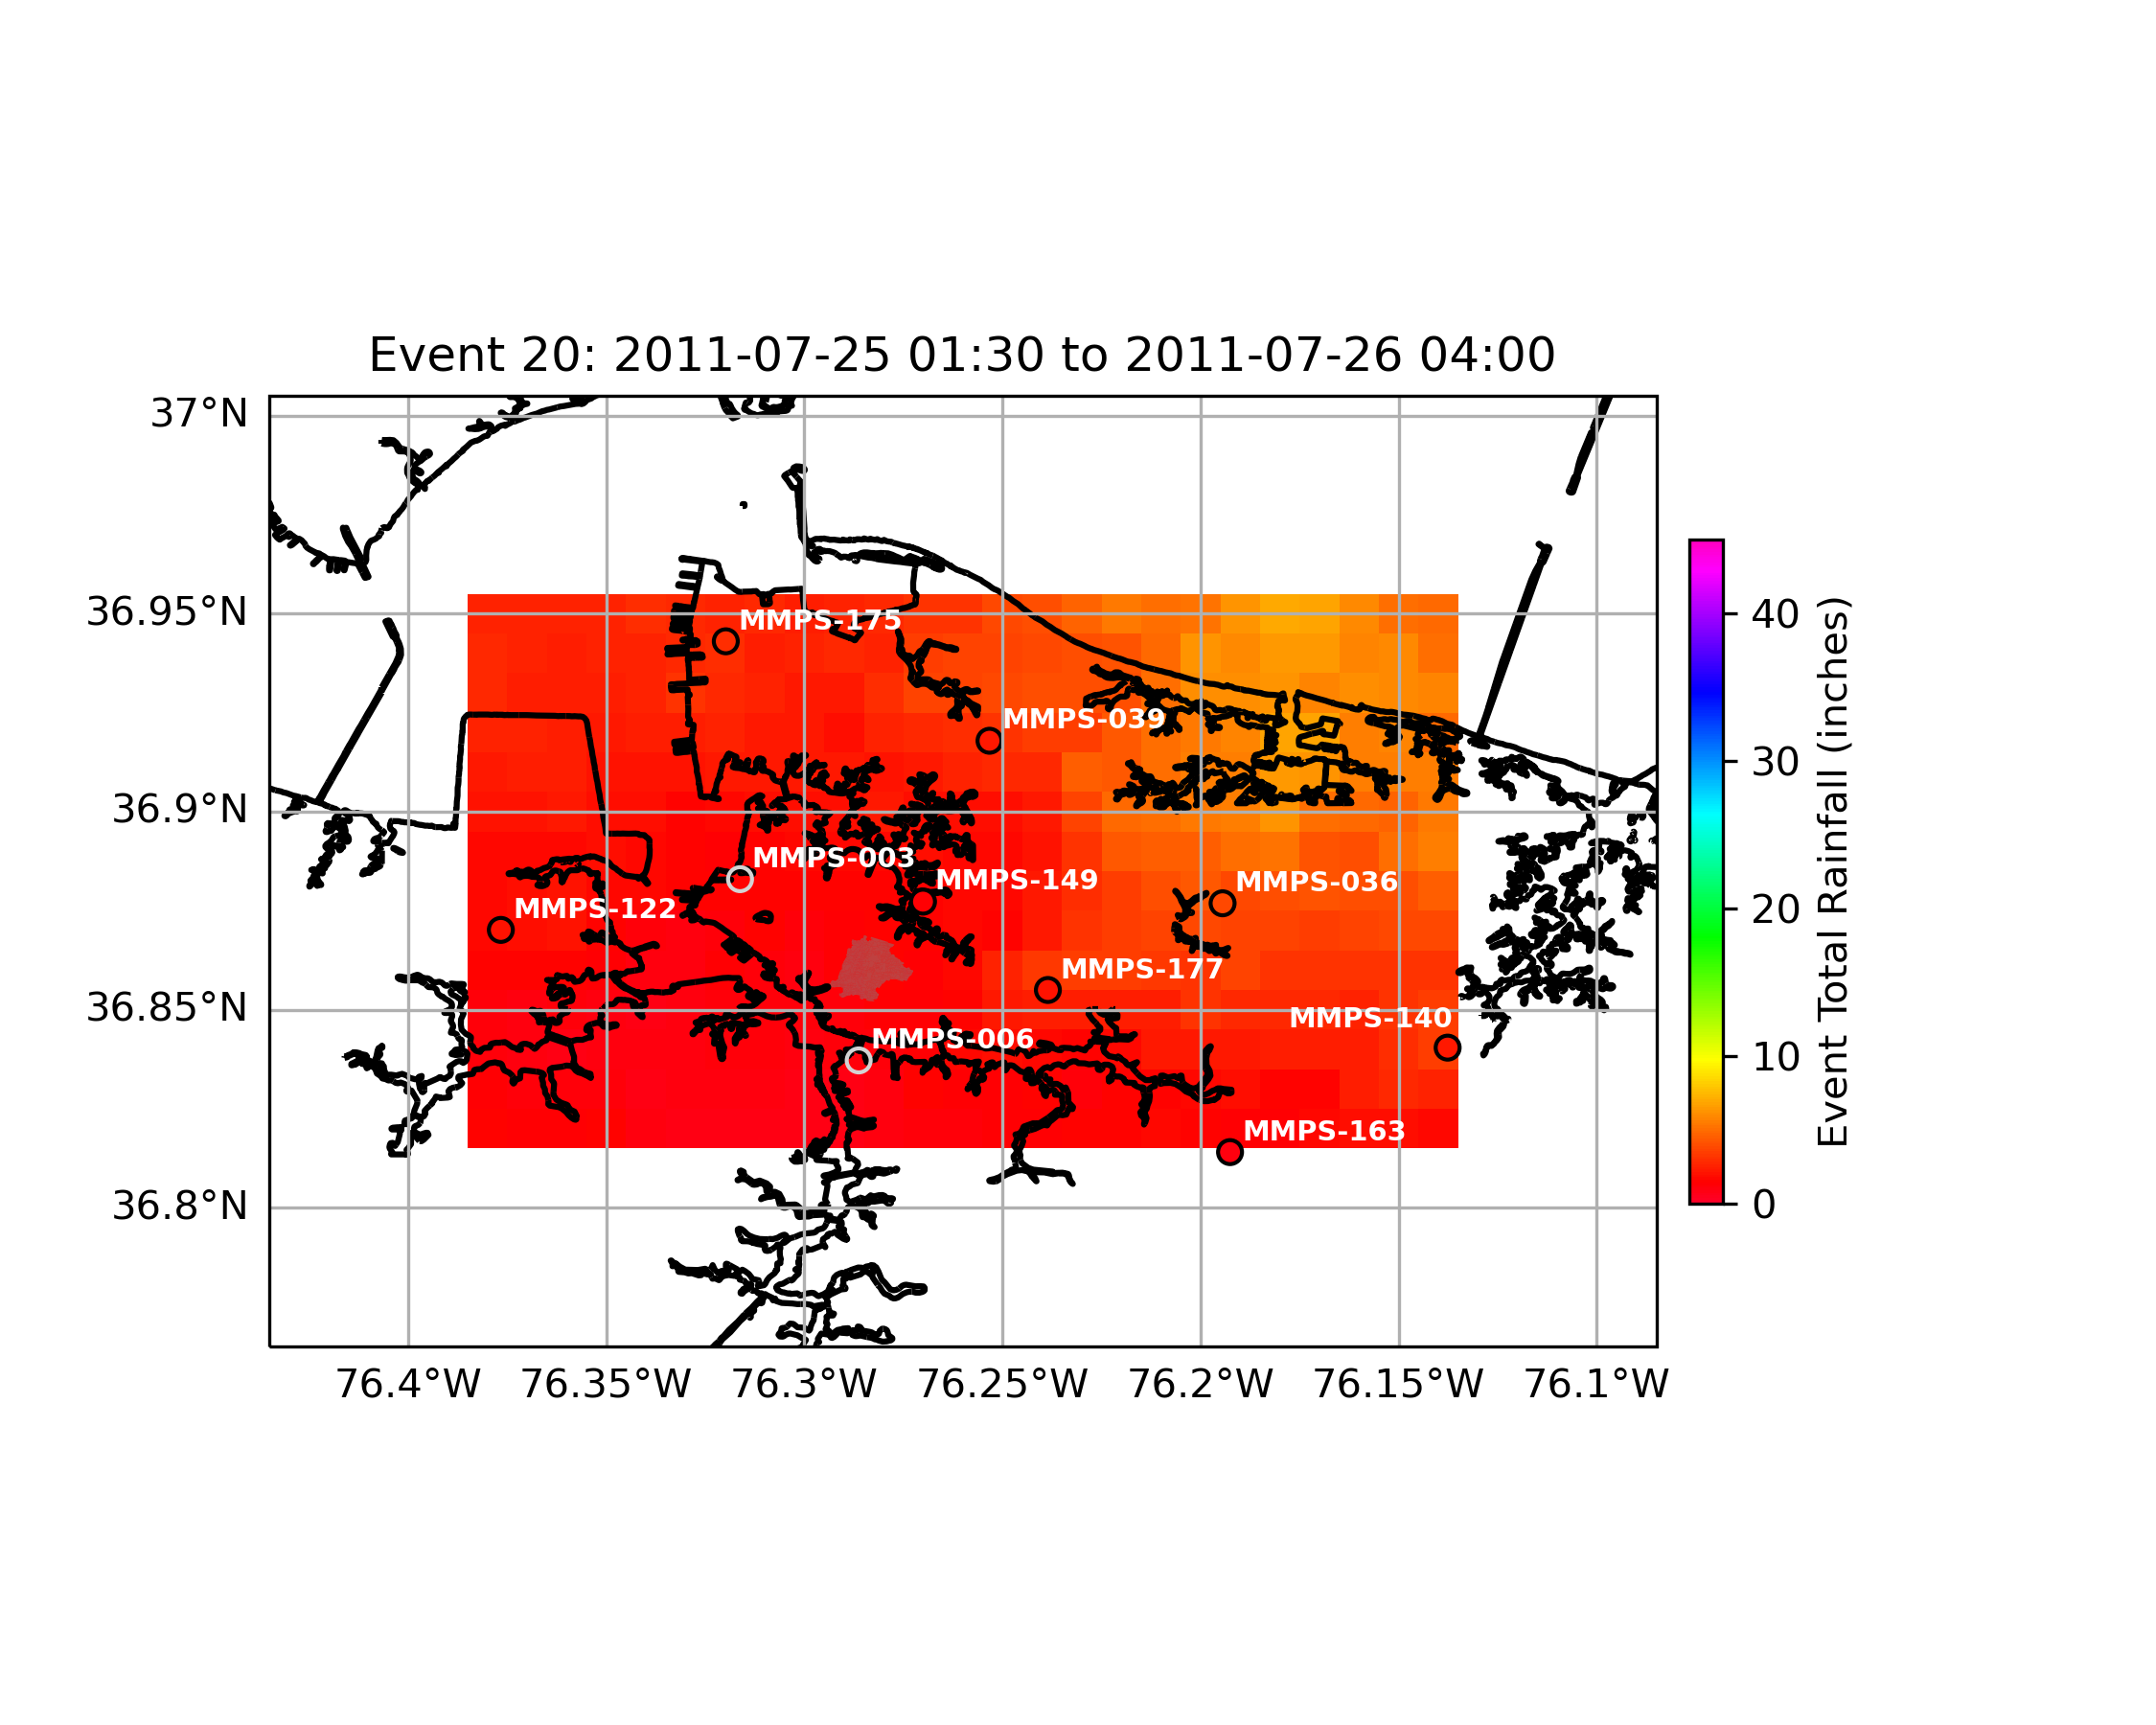 Event 20: 2011-07-25 01:30 to 2011-07-26 04:00
37°N
36.95°N
36.9°N
36.85°N
36.8°N
MMPS-175
MMPS-039
MMPS-003
MMPS-149
MMPS-036
MMPS-122
MMPS-177
MMPS-140
MMPS-006
MMPS-163
76.4°W 76.35°W 76.3°W 76.25°W 76.2°W 76.15°W 76.1°W
40
30
20
10
0
Event Total Rainfall (inches)